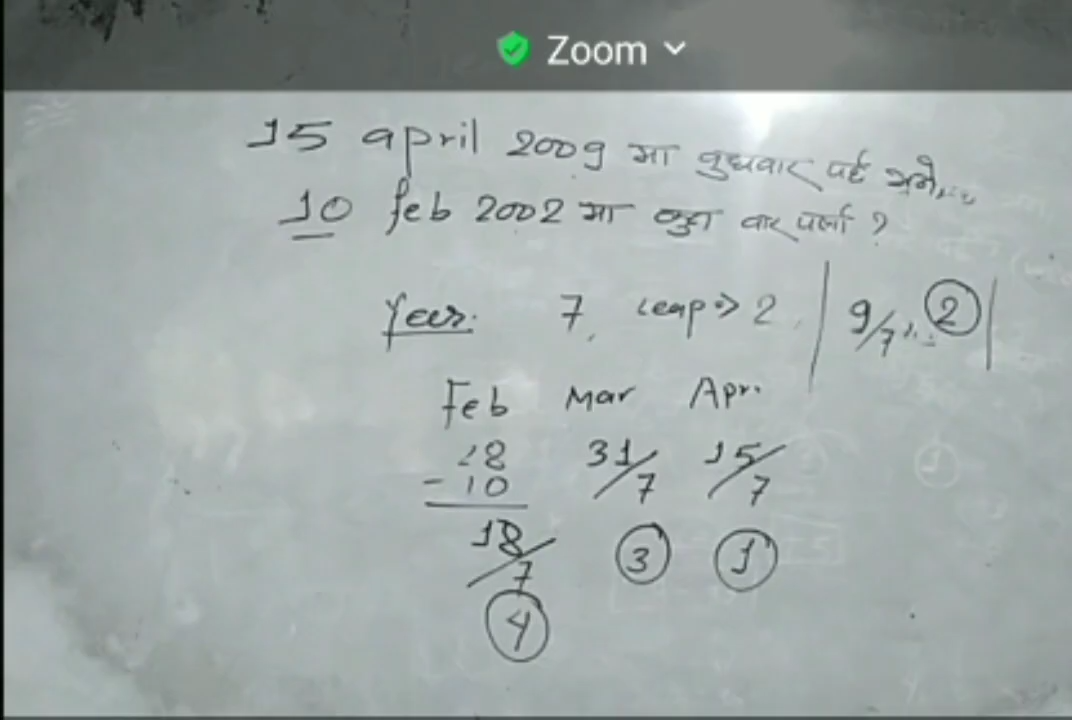 Zoom
15 april 2009 मा बुधवार पर्छ भने,...
10 feb 2002 मा कुन वार पर्ला ?
Year. 7, leap => 2, 9/7 2
Feb Mar Apr.
28 31/7 15/7
- 10
18/7 3 1
4